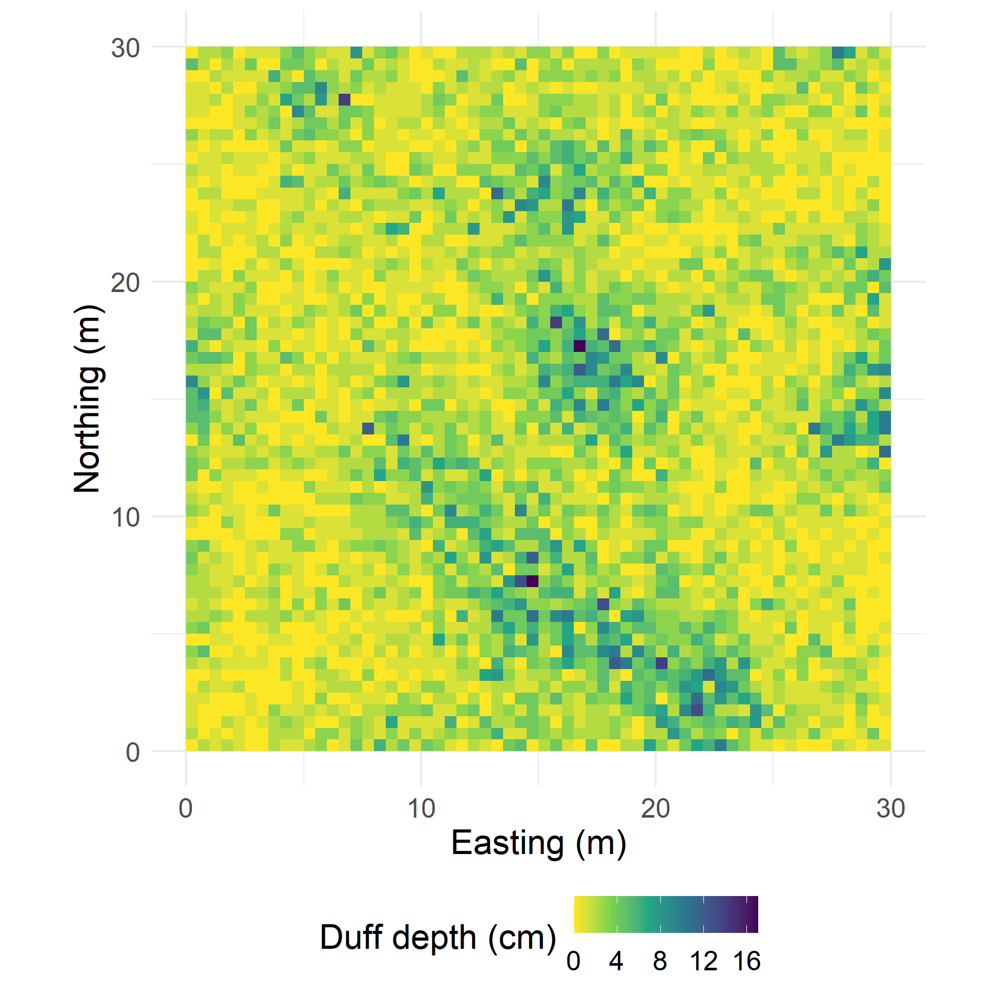 30
20
10
0
Northing (m)
0 10 20 30
Easting (m)
Duff depth (cm)
0 4 8 12 16